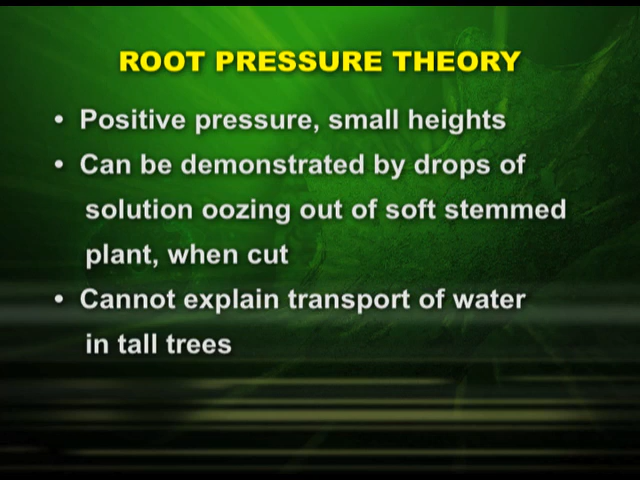 ROOT PRESSURE THEORY
• Positive pressure, small heights
• Can be demonstrated by drops of
solution oozing out of soft stemmed
plant, when cut
• Cannot explain transport of water
in tall trees